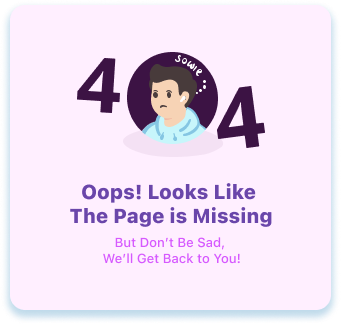 sowie
4 4
Oops! Looks Like
The Page is Missing
But Don't Be Sad,
We'll Get Back to You!